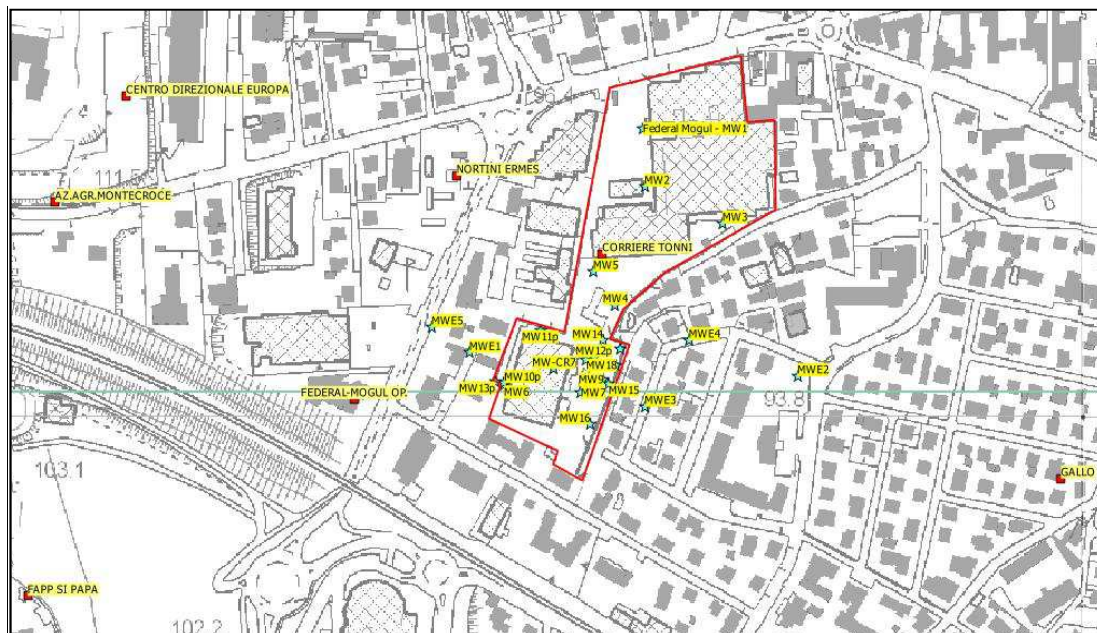 CENTRO DIREZIONALE EUROPA
Federal Mogul - MW1
NORTINI ERMES
MW2
AZ.AGR.MONTECROCE
MW3
CORRIERE TONNI
MW5
MW4
MWE5
MW11p
MW14
MWE4
MWE1
MW12p
MW-CR7
MW18
MWE2
MW10p
MW9
MW13p
MW6
MW7
MW15
FEDERAL-MOGUL OP.
93.8
MWE3
MW16
103.1
GALLO
FAPP SI PAPA
102.2